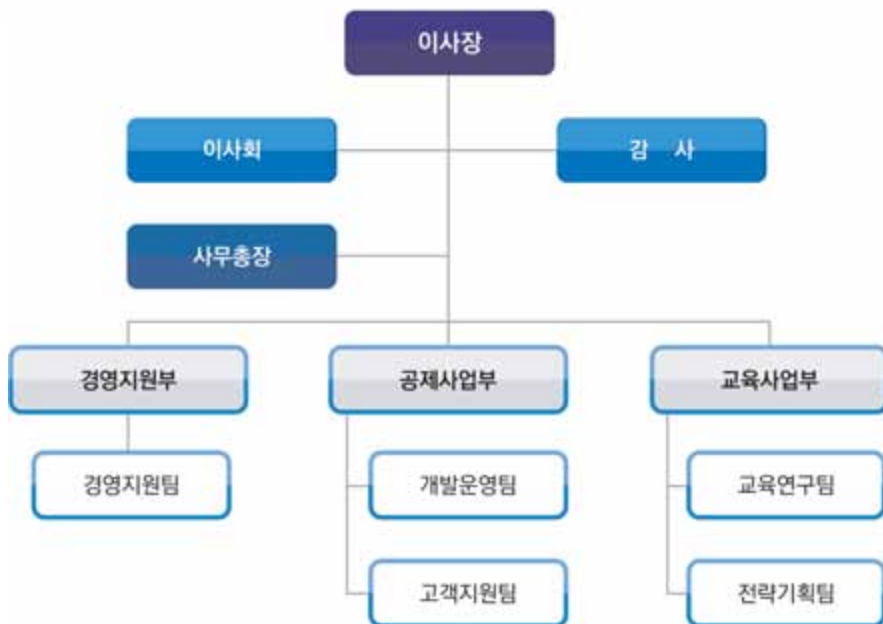 이사장
이사회
감 사
사무총장
경영지원부
공제사업부
교육사업부
경영지원팀
개발운영팀
교육연구팀
고객지원팀
전략기획팀